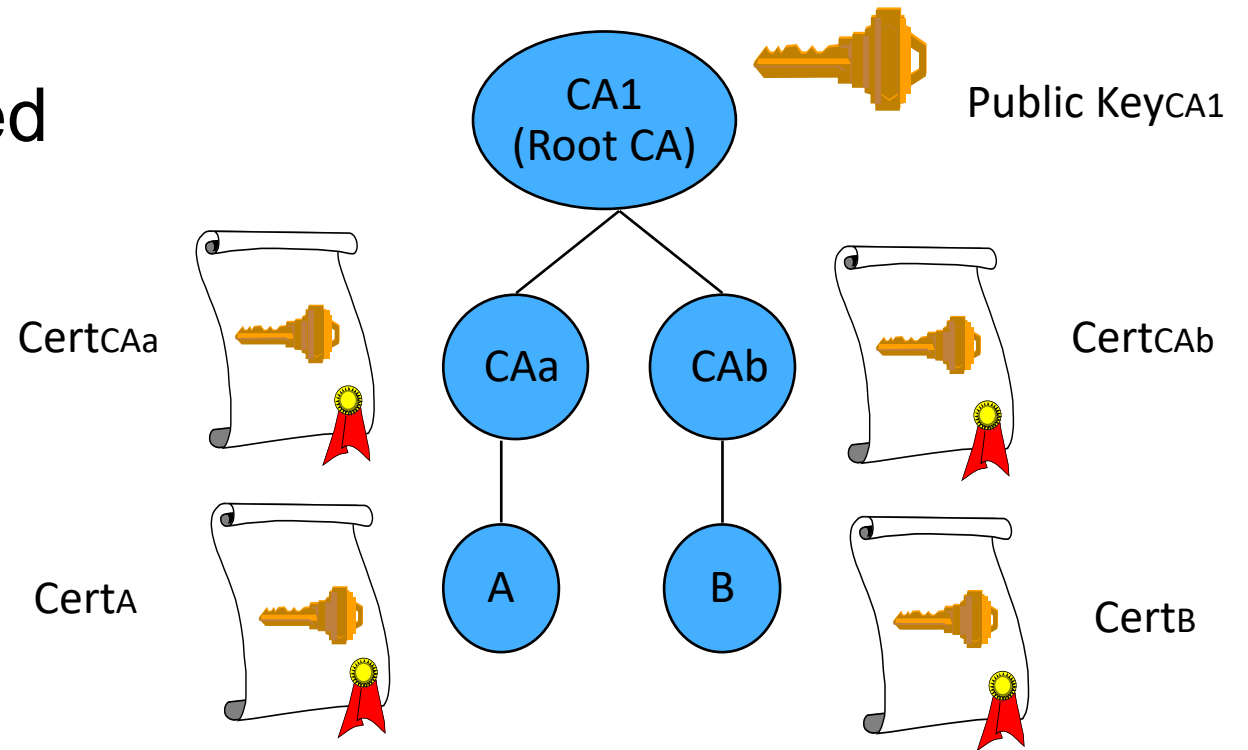 ed
CA1
(Root CA)
Public KeyCA1
CertCAa
CAa
CAb
CertCAb
CertA
A
B
CertB